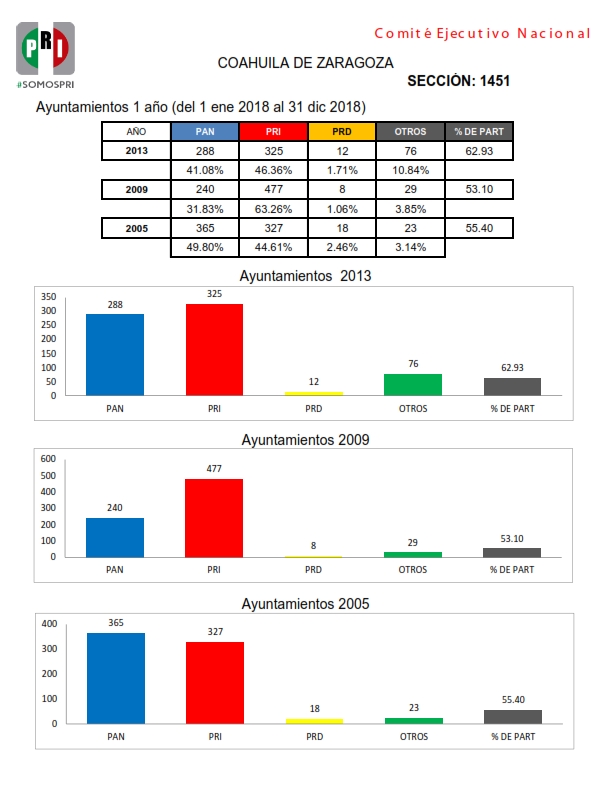 PRI
#SOMOSPRI
Comité Ejecutivo Nacional
COAHUILA DE ZARAGOZA
SECCIÓN: 1451
Ayuntamientos 1 año (del 1 ene 2018 al 31 dic 2018)
AÑO PAN PRI PRD OTROS % DE PART
2013 288 325 12 76 62.93
41.08% 46.36% 1.71% 10.84%
2009 240 477 8 29 53.10
31.83% 63.26% 1.06% 3.85%
2005 365 327 18 23 55.40
49.80% 44.61% 2.46% 3.14%
Ayuntamientos 2013
350
300
250
200
150
100
50
0
288 325 12 76 62.93
PAN PRI PRD OTROS % DE PART
Ayuntamientos 2009
600
500
400
300
200
100
0
240 477 8 29 53.10
PAN PRI PRD OTROS % DE PART
Ayuntamientos 2005
400
300
200
100
0
365 327 18 23 55.40
PAN PRI PRD OTROS % DE PART